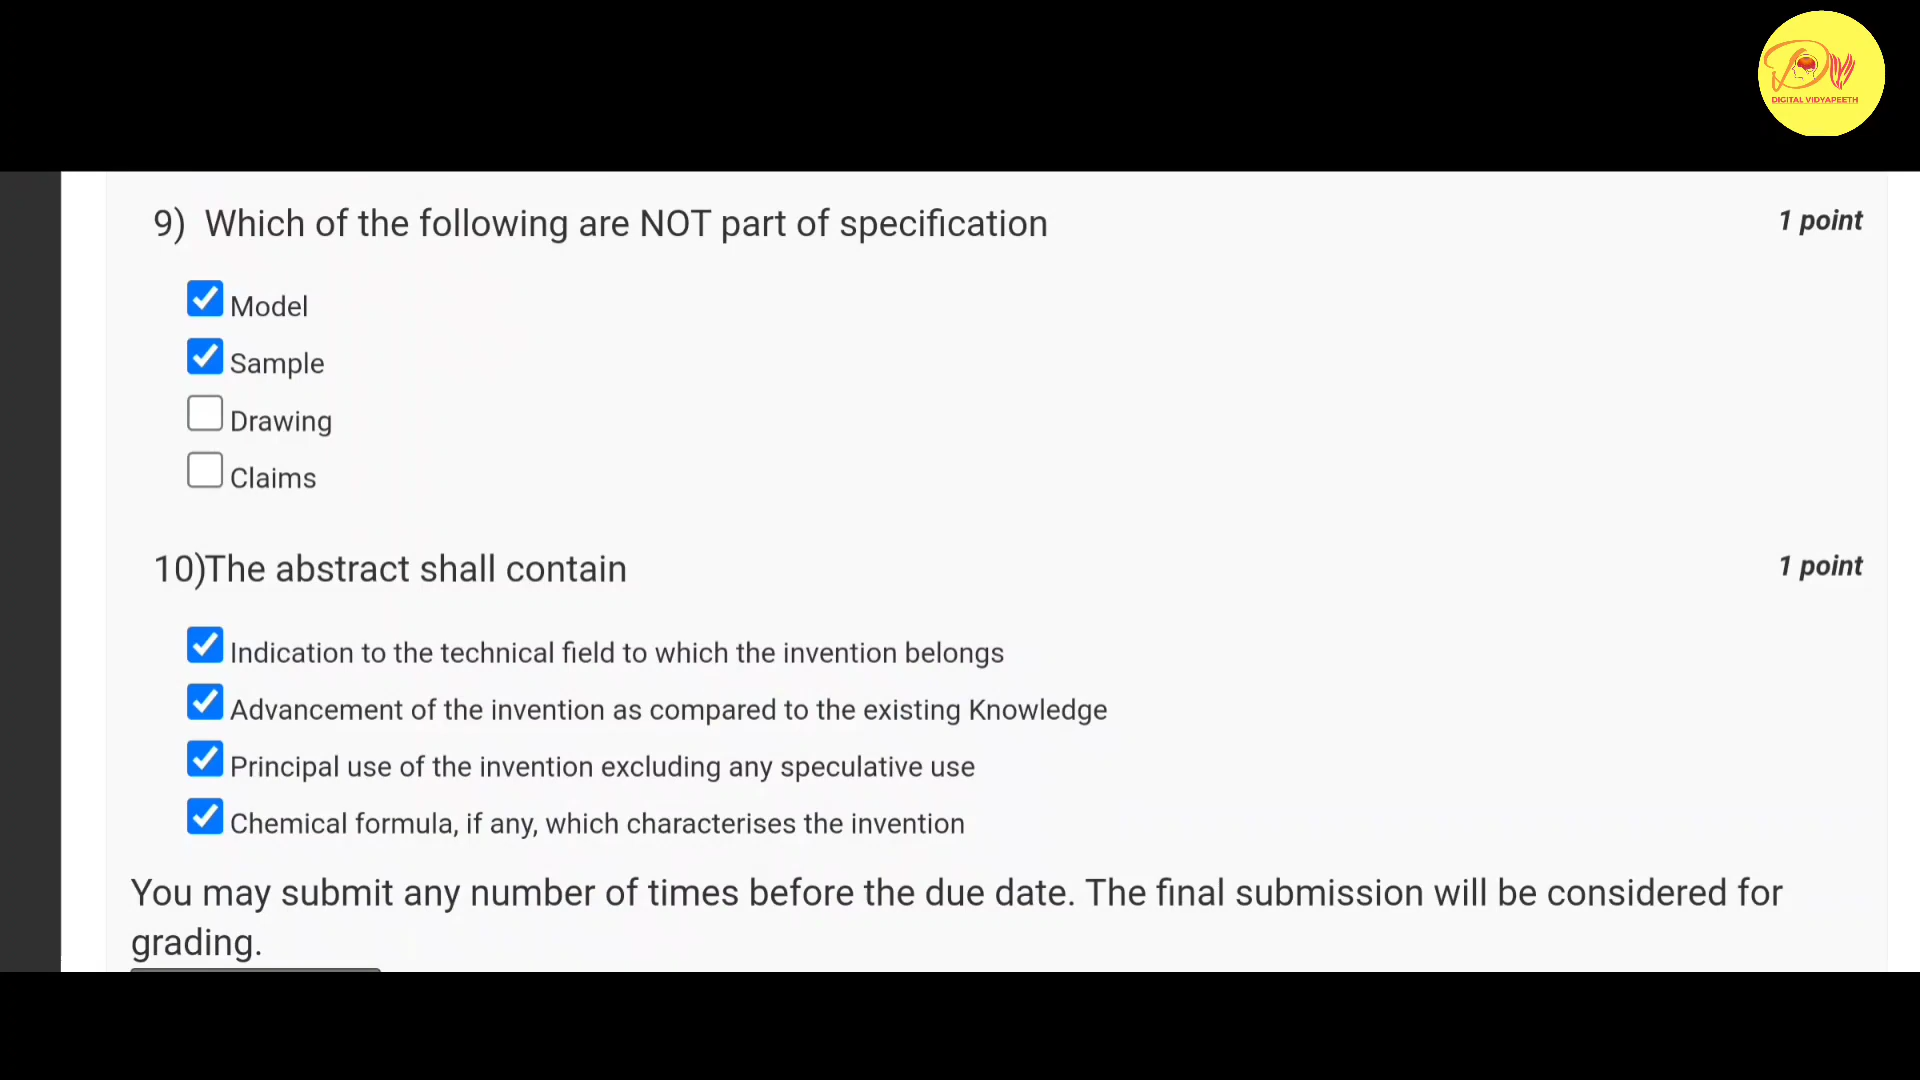 DIGITAL VIDYAPEETH
9) Which of the following are NOT part of specification
1 point
Model
Sample
Drawing
Claims
10)The abstract shall contain
1 point
Indication to the technical field to which the invention belongs
Advancement of the invention as compared to the existing Knowledge
Principal use of the invention excluding any speculative use
Chemical formula, if any, which characterises the invention
You may submit any number of times before the due date. The final submission will be considered for
grading.